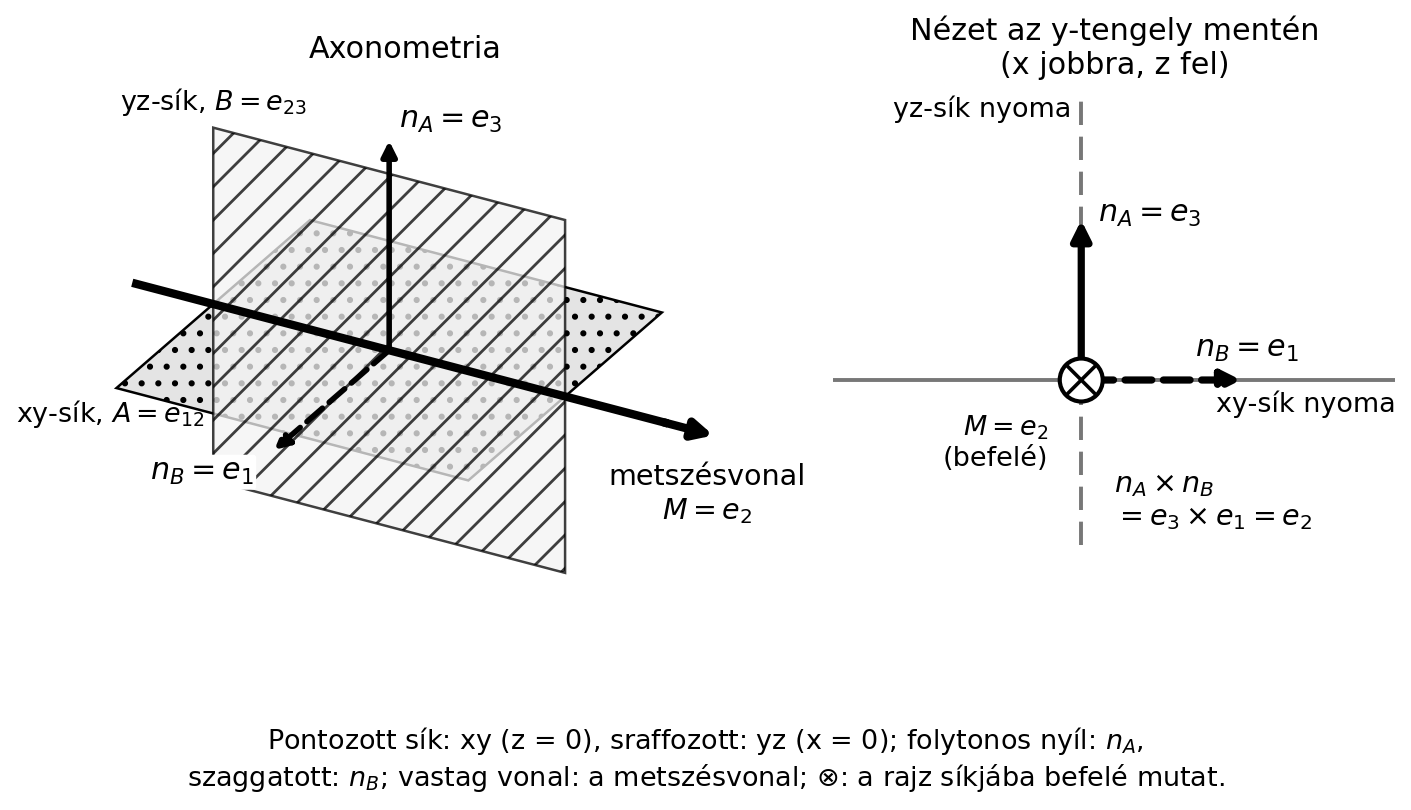 Axonometria
yz-sík, B = e₂₃
n_A = e₃
xy-sík, A = e₁₂
n_B = e₁
metszésvonal
M = e₂
Nézet az y-tengely mentén
(x jobbra, z fel)
yz-sík nyoma
n_A = e₃
n_B = e₁
xy-sík nyoma
M = e₂
(befelé)
n_A × n_B
= e₃ × e₁ = e₂
Pontozott sík: xy (z = 0), sraffozott: yz (x = 0); folytonos nyíl: n_A,
szaggatott: n_B; vastag vonal: a metszésvonal; ⊗: a rajz síkjába befelé mutat.